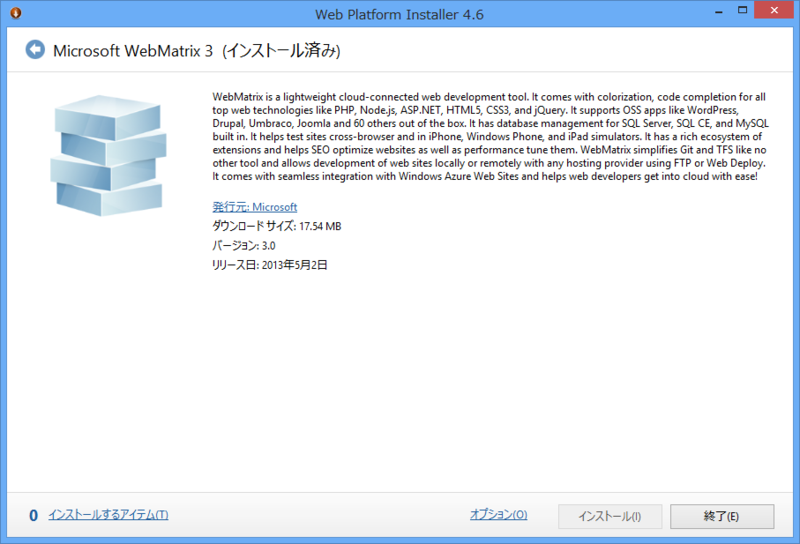 Web Platform Installer 4.6
Microsoft WebMatrix 3 (インストール済み)
WebMatrix is a lightweight cloud-connected web development tool. It comes with colorization, code completion for all
top web technologies like PHP, Node.js, ASP.NET, HTML5, CSS3, and jQuery. It supports OSS apps like WordPress,
Drupal, Umbraco, Joomla and 60 others out of the box. It has database management for SQL Server, SQL CE, and MySQL
built in. It helps test sites cross-browser and in iPhone, Windows Phone, and iPad simulators. It has a rich ecosystem of
extensions and helps SEO optimize websites as well as performance tune them. WebMatrix simplifies Git and TFS like no
other tool and allows development of web sites locally or remotely with any hosting provider using FTP or Web Deploy.
It comes with seamless integration with Windows Azure Web Sites and helps web developers get into cloud with ease!
発行元: Microsoft
ダウンロード サイズ: 17.54 MB
バージョン: 3.0
リリース日: 2013年5月2日
0 インストールするアイテム(T)
オプション(O)
インストール(I)
終了(E)